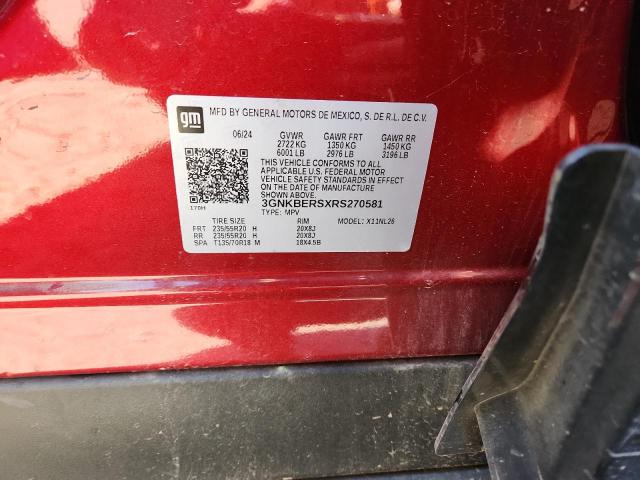 gm
MFD BY GENERAL MOTORS DE MEXICO, S. DE R.L. DE C.V.
06/24 GVWR GAWR FRT GAWR RR
2722 KG 1350 KG 1450 KG
6001 LB 2976 LB 3196 LB
THIS VEHICLE CONFORMS TO ALL
APPLICABLE U.S. FEDERAL MOTOR
VEHICLE SAFETY STANDARDS IN EFFECT
ON THE DATE OF MANUFACTURE
SHOWN ABOVE.
3GNKBERSXRS270581
170H TYPE: MPV
TIRE SIZE RIM MODEL: X11NL26
FRT 235/55R20 H 20X8J
RR 235/55R20 H 20X8J
SPA T135/70R18 M 18X4.5B